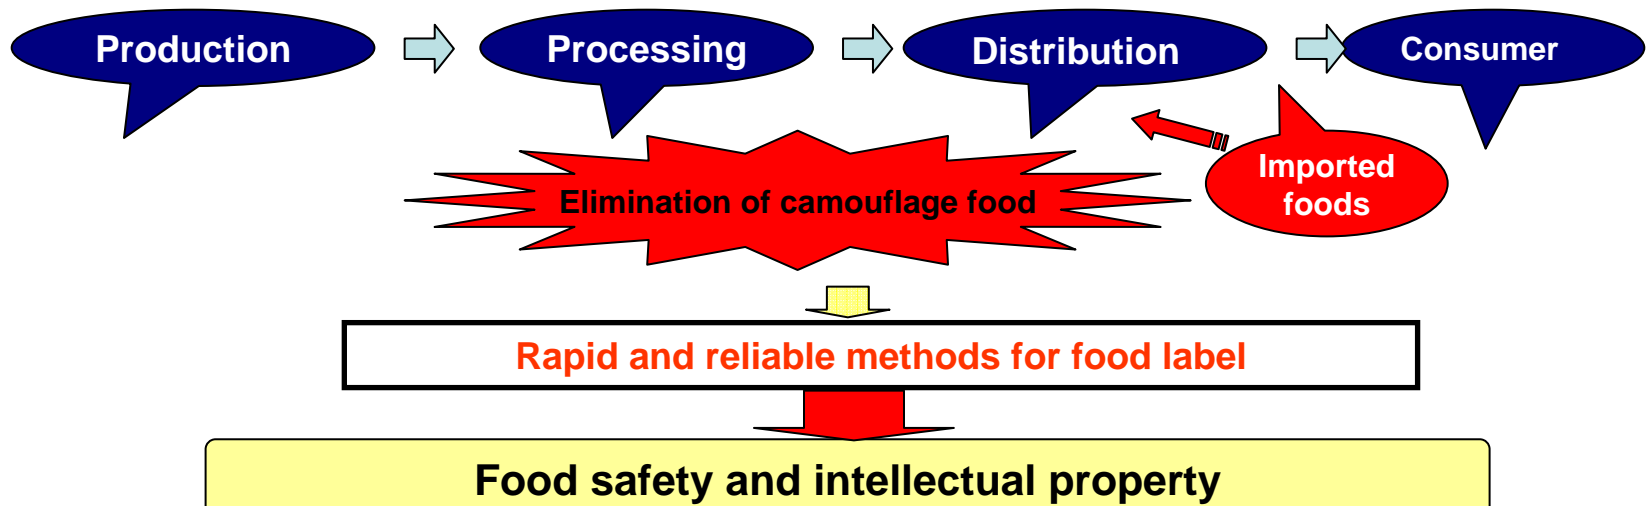 Production
Processing
Distribution
Consumer
Imported
foods
Elimination of camouflage food
Rapid and reliable methods for food label
Food safety and intellectual property